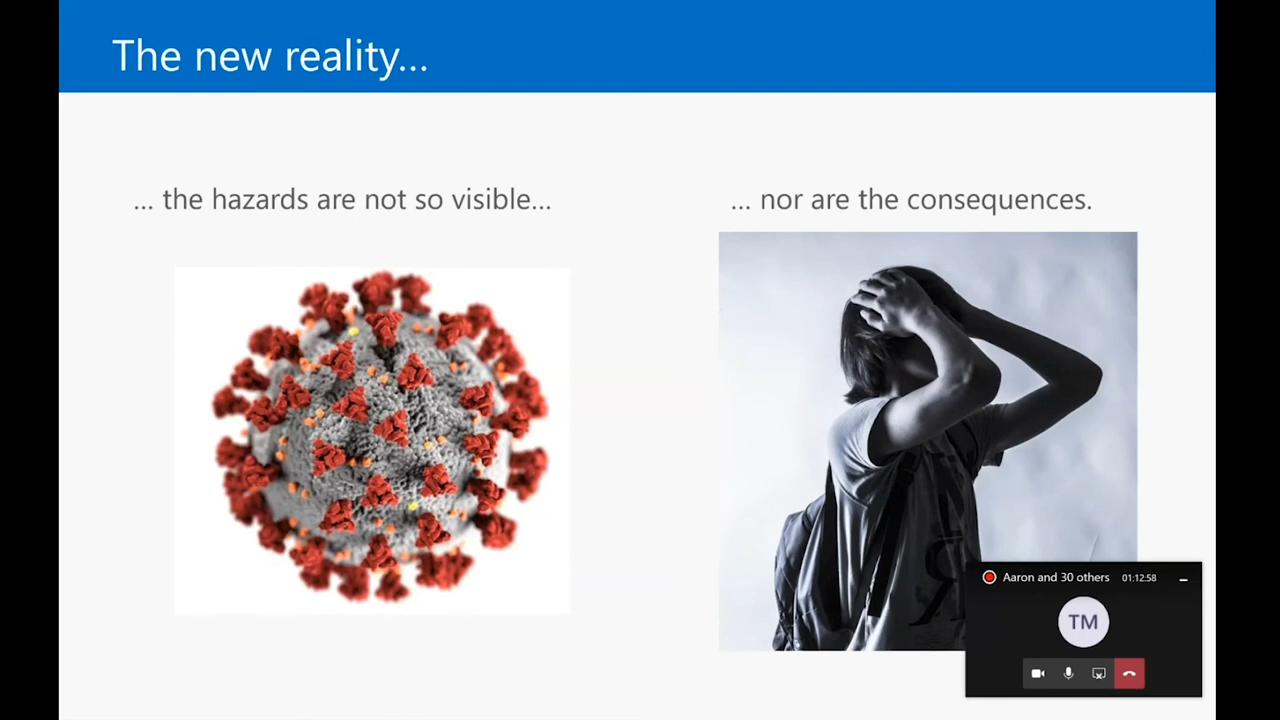 The new reality...
... the hazards are not so visible...
... nor are the consequences.
Aaron and 30 others 01:12:58
TM